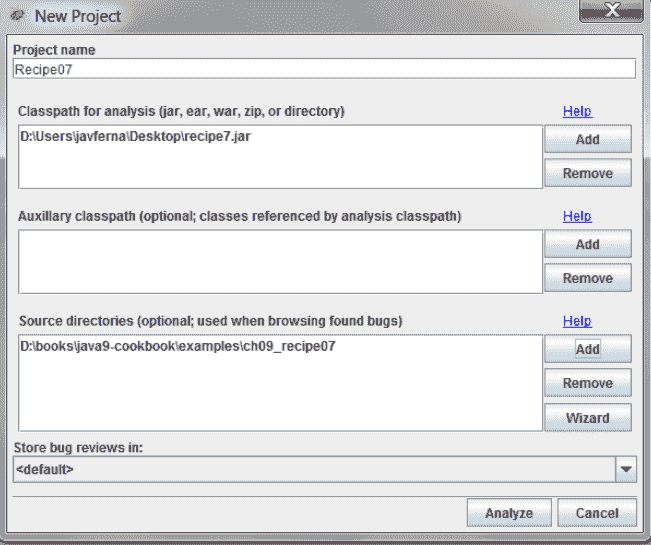 New Project
Project name
Recipe07
Classpath for analysis (jar, ear, war, zip, or directory)
Help
D:\Users\javferna\Desktop\recipe7.jar
Add
Remove
Auxillary classpath (optional; classes referenced by analysis classpath)
Help
Add
Remove
Source directories (optional; used when browsing found bugs)
Help
D:\books\java9-cookbook\examples\ch09_recipe07
Add
Remove
Wizard
Store bug reviews in:
<default>
Analyze
Cancel